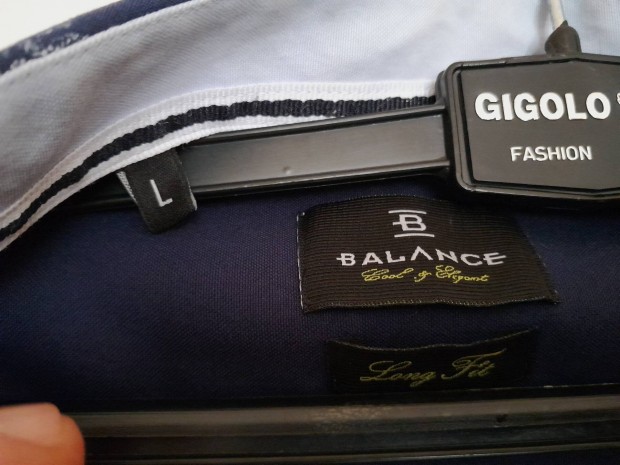 GIGOLO
FASHION
L
B
BALANCE
Cool & Elegant
Long Fit